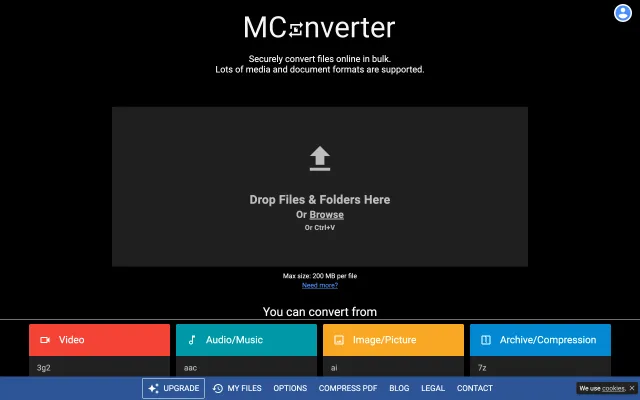 MConverter
Securely convert files online in bulk.
Lots of media and document formats are supported.
Drop Files & Folders Here
Or Browse
Or Ctrl+V
Max size: 200 MB per file
Need more?
You can convert from
Video
Audio/Music
Image/Picture
Archive/Compression
3g2
aac
ai
7z
UPGRADE
MY FILES
OPTIONS
COMPRESS PDF
BLOG
LEGAL
CONTACT
We use cookies.